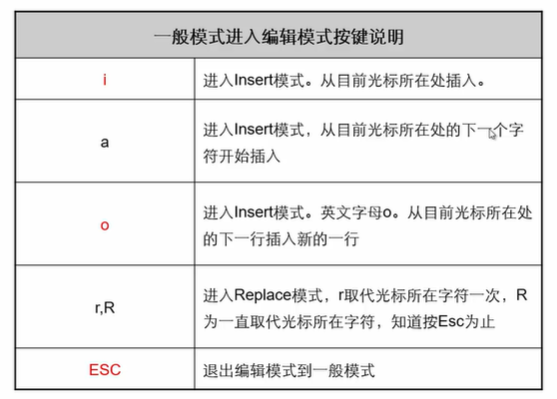 一般模式进入编辑模式按键说明
i
进入Insert模式。从目前光标所在处插入。
a
进入Insert模式，从目前光标所在处的下一个字
符开始插入
o
进入Insert模式。英文字母o。从目前光标所在处
的下一行插入新的一行
r,R
进入Replace模式，r取代光标所在字符一次，R
为一直取代光标所在字符，知道按Esc为止
ESC
退出编辑模式到一般模式